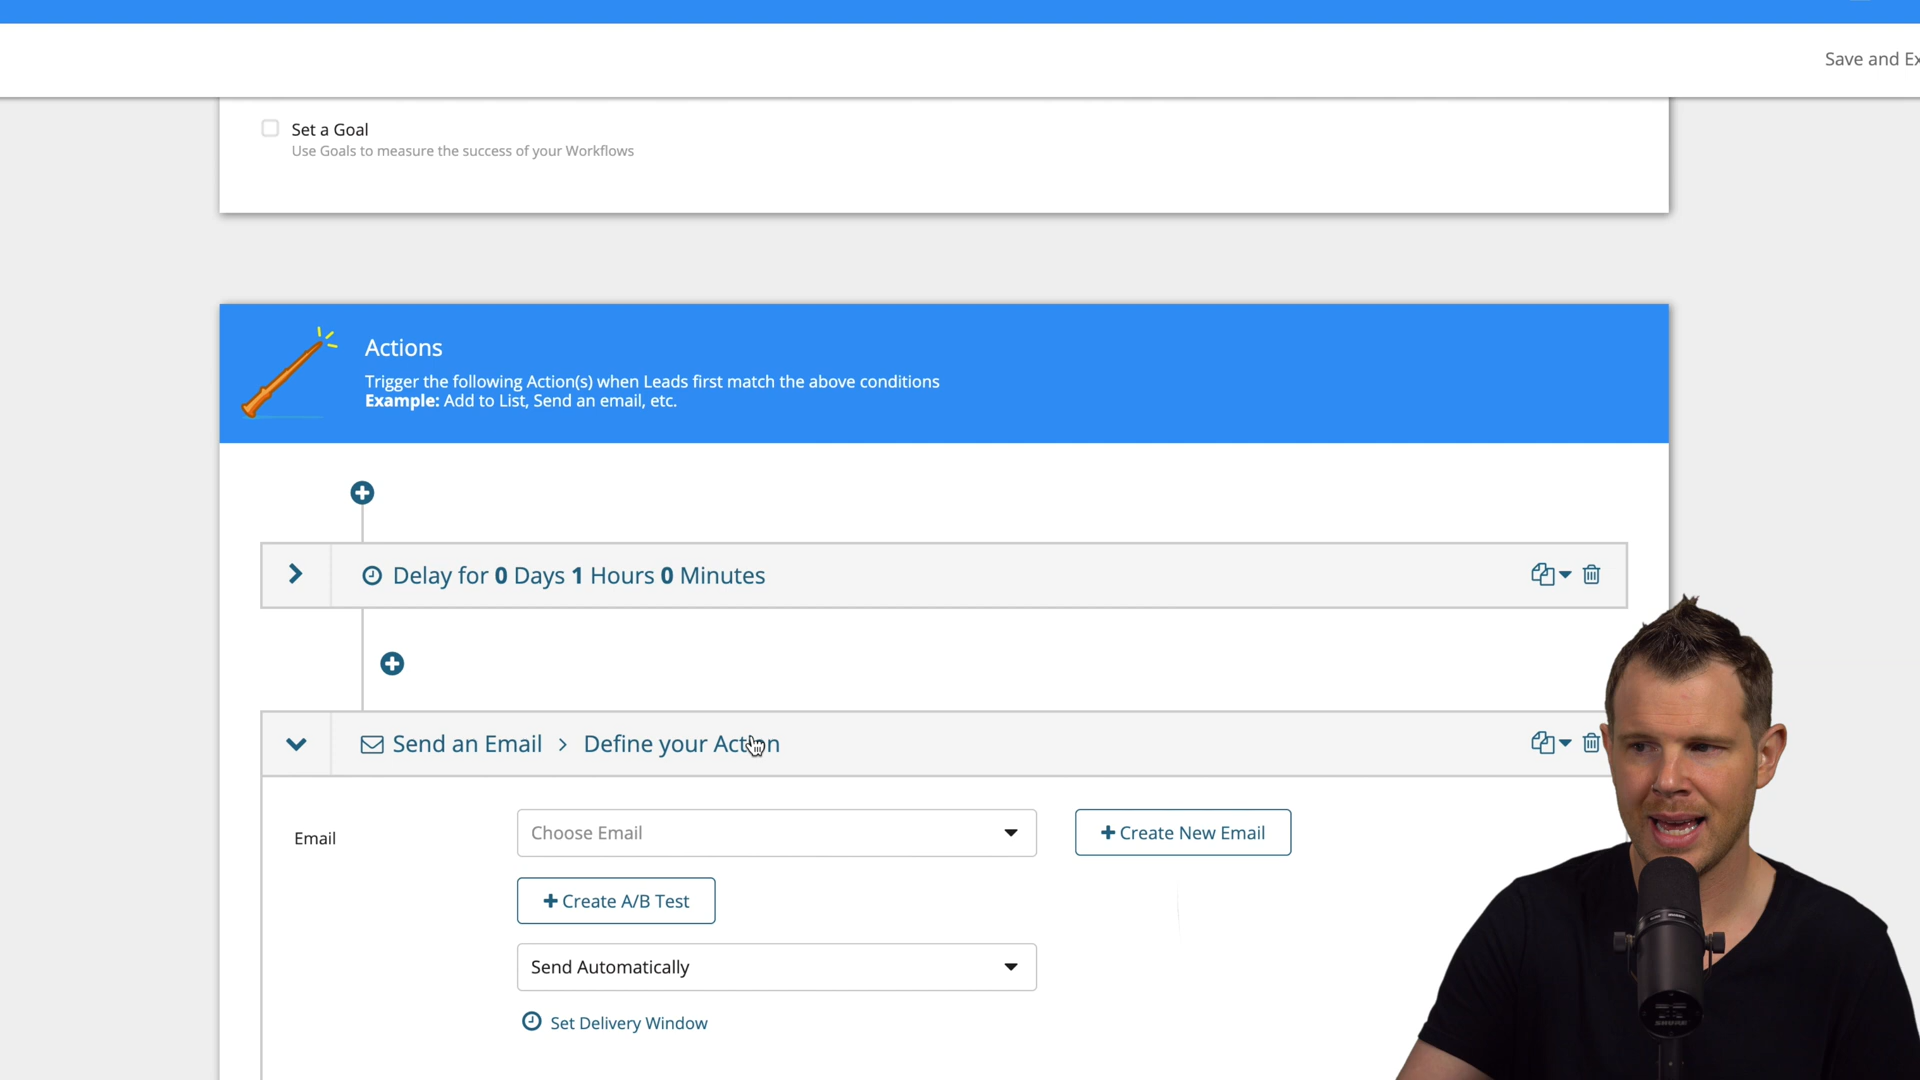 Save and Ex
Set a Goal
Use Goals to measure the success of your Workflows
Actions
Trigger the following Action(s) when Leads first match the above conditions
Example: Add to List, Send an email, etc.
Delay for 0 Days 1 Hours 0 Minutes
Send an Email > Define your Action
Email
Choose Email
+ Create New Email
+ Create A/B Test
Send Automatically
Set Delivery Window
SHURE